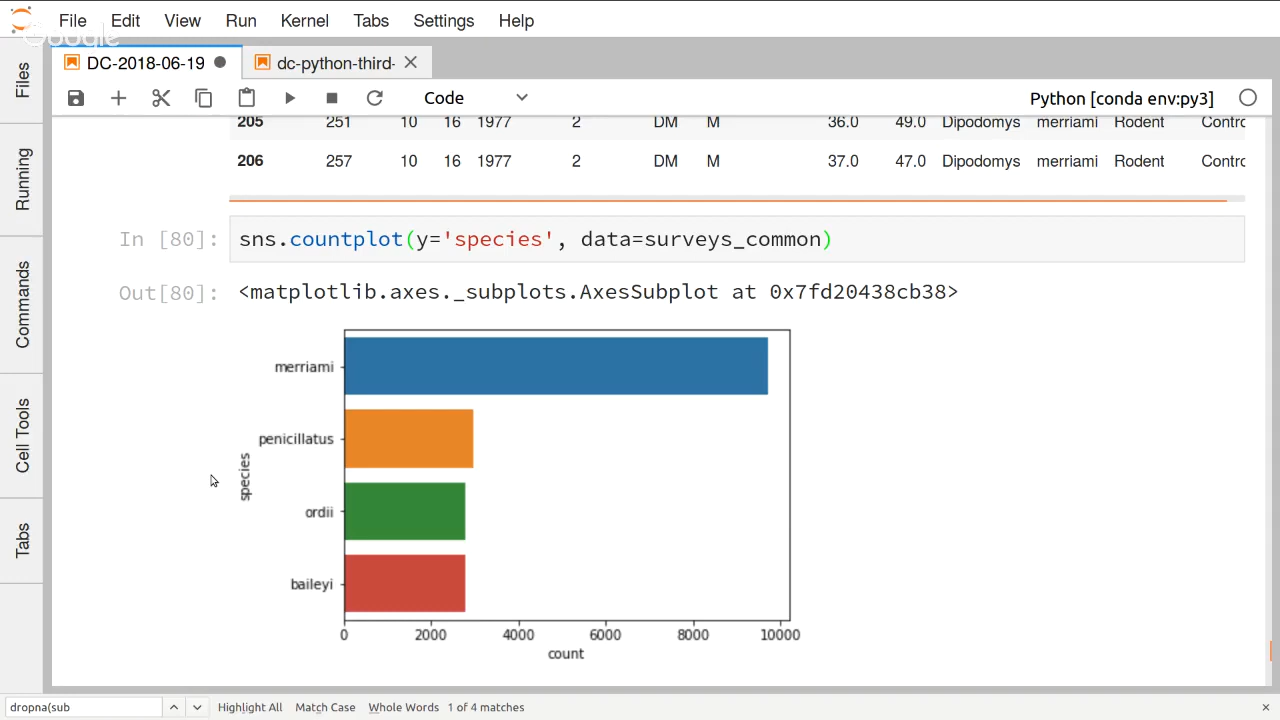 File Edit View Run Kernel Tabs Settings Help
Google
DC-2018-06-19 dc-python-third-
Code Python [conda env:py3]
Files
Running
Commands
Cell Tools
Tabs
205 251 10 16 1977 2 DM M 36.0 49.0 Dipodomys merriami Rodent Contro
206 257 10 16 1977 2 DM M 37.0 47.0 Dipodomys merriami Rodent Contro
In [80]: sns.countplot(y='species', data=surveys_common)
Out[80]: <matplotlib.axes._subplots.AxesSubplot at 0x7fd20438cb38>
merriami
penicillatus
species
ordii
baileyi
0 2000 4000 6000 8000 10000
count
dropna(sub Highlight All Match Case Whole Words 1 of 4 matches